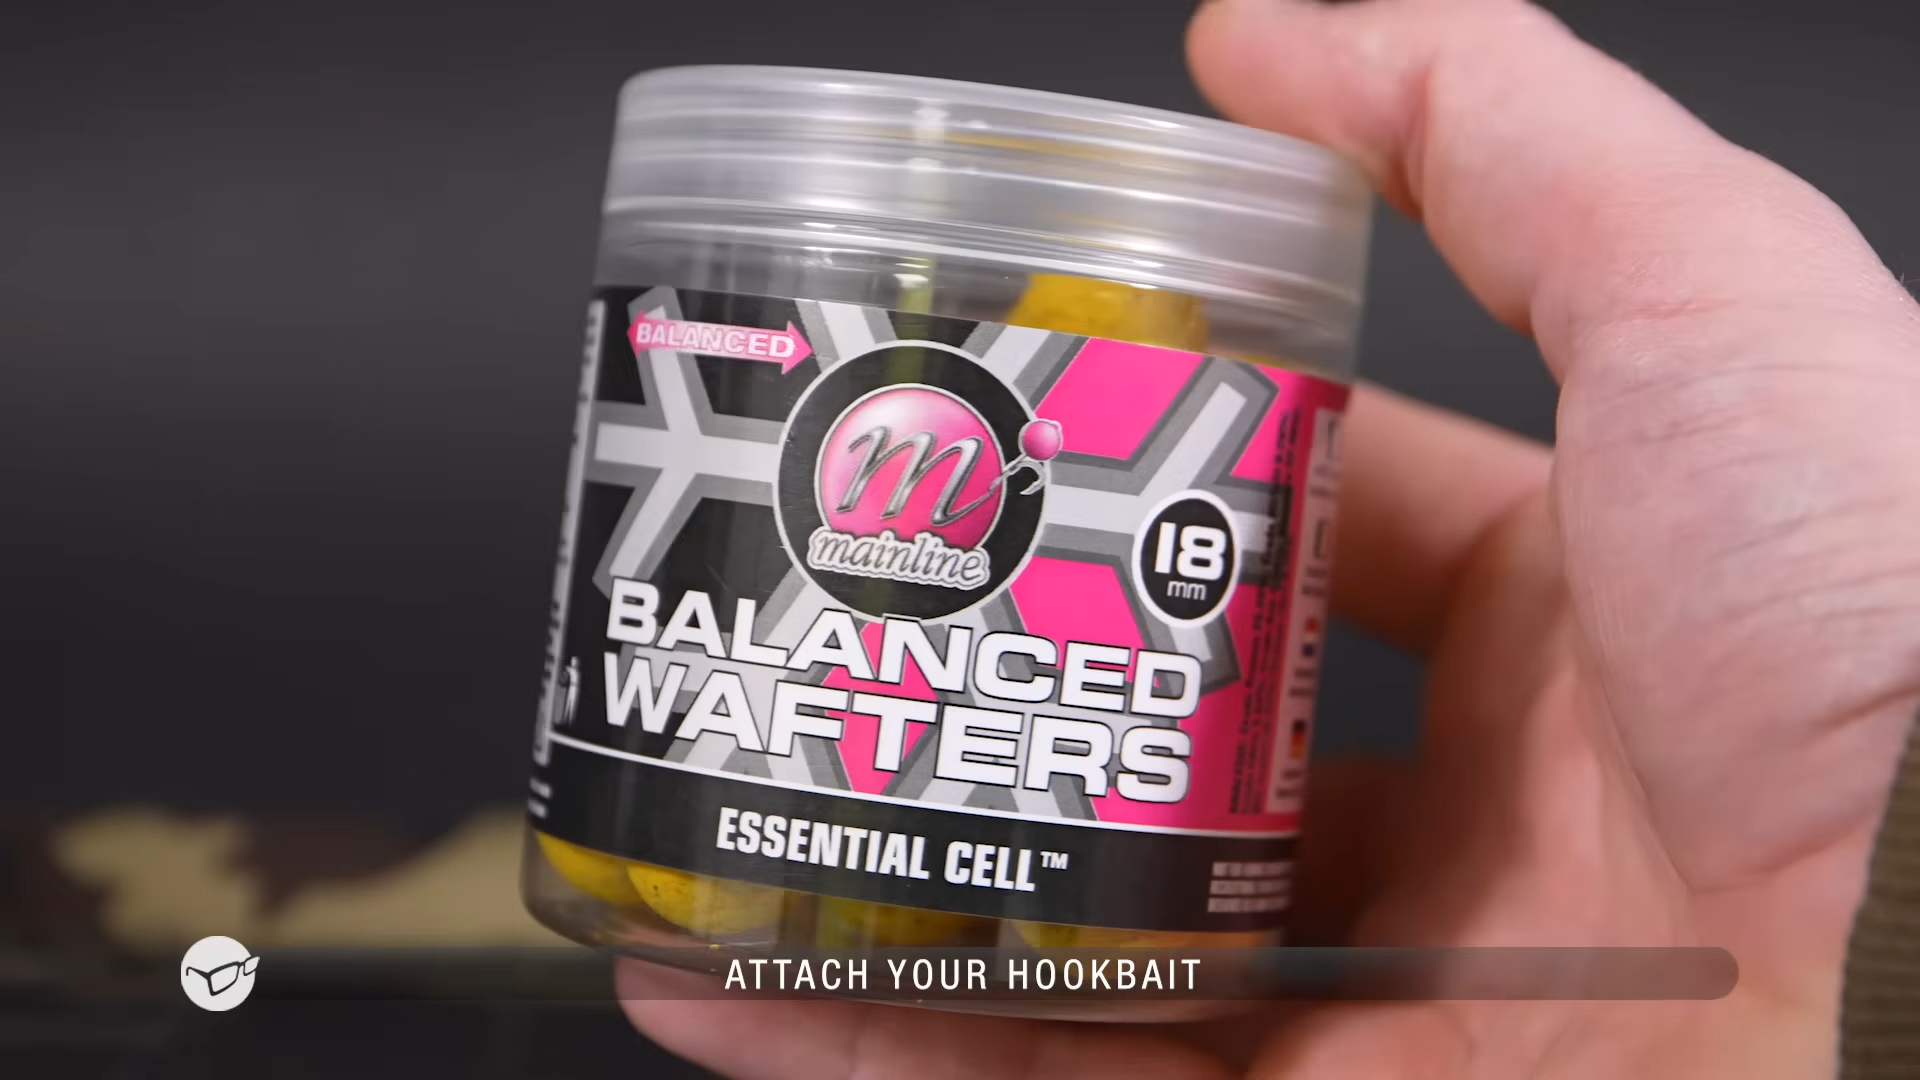 BALANCED
m
mainline
18
mm
BALANCED
WAFTERS
ESSENTIAL CELL™
ATTACH YOUR HOOKBAIT